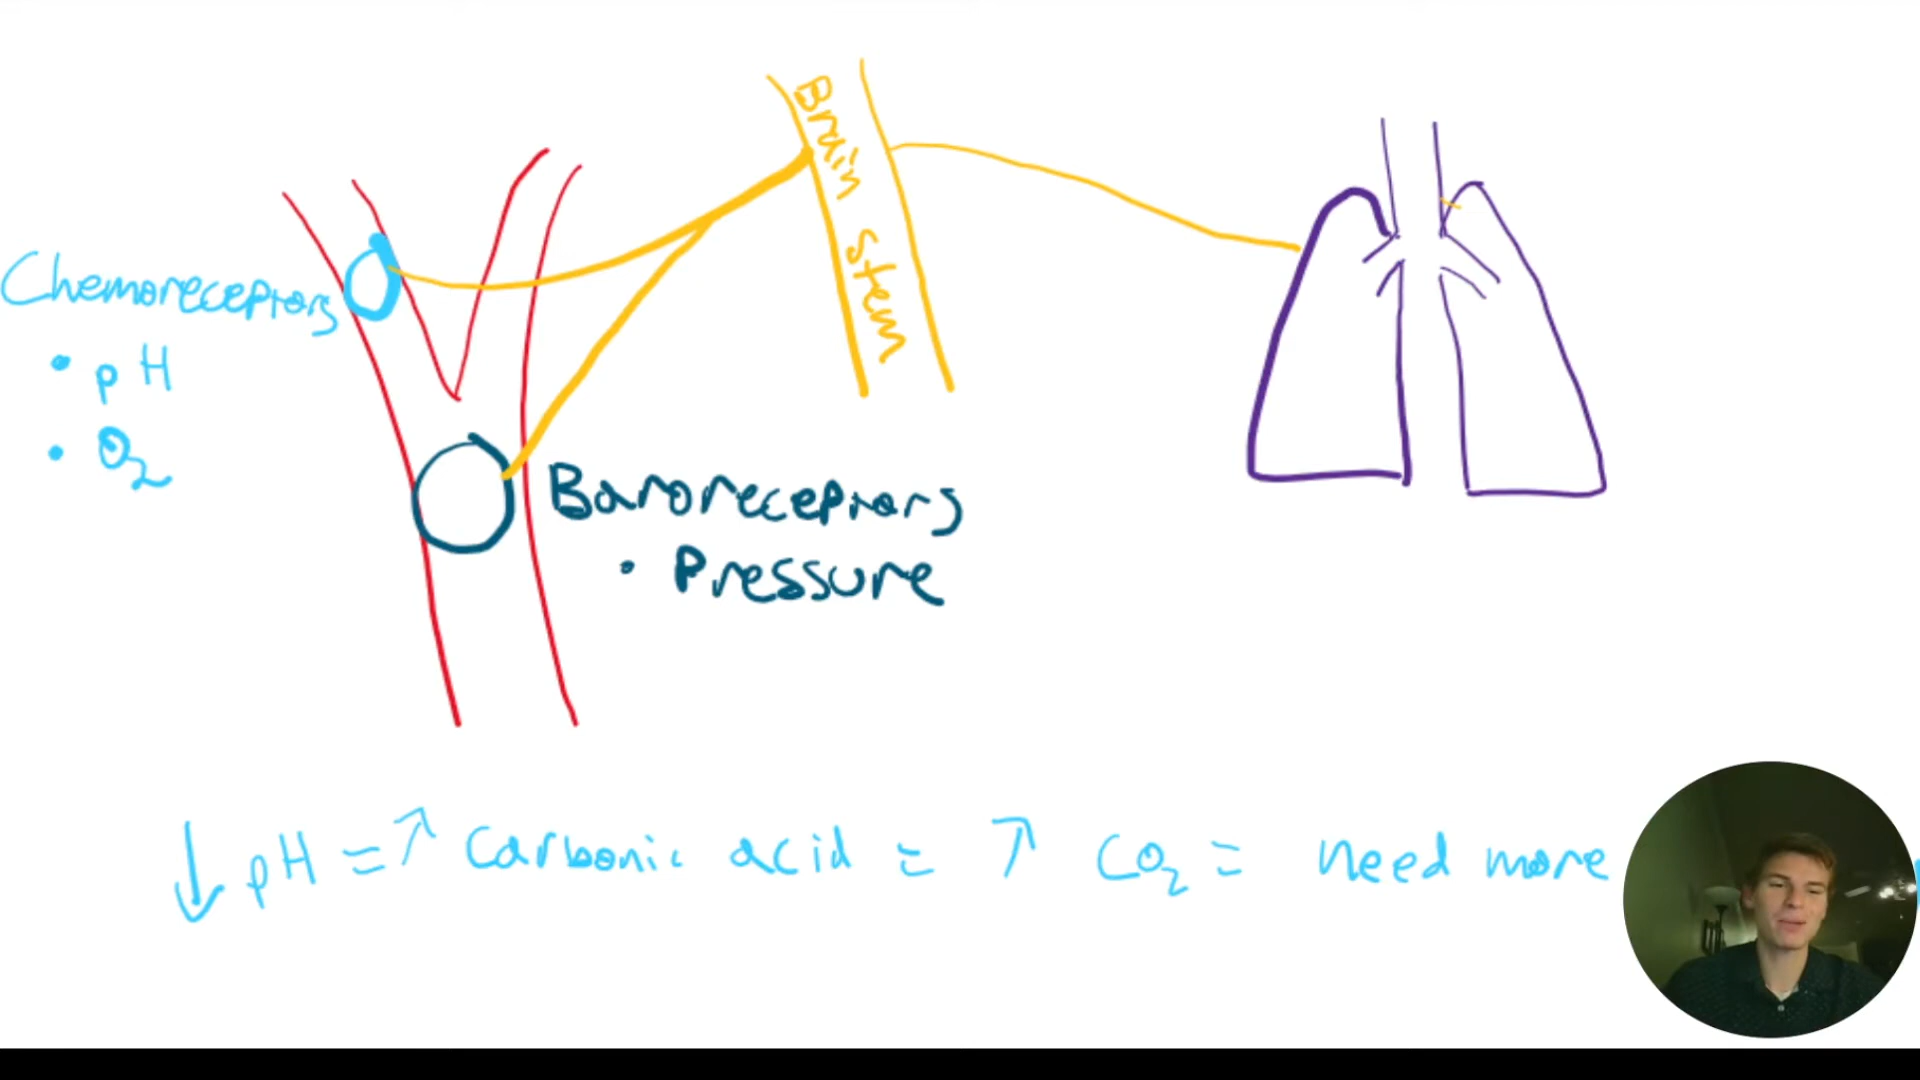 Brain stem
Chemoreceptors
• pH
• O2
Baroreceptors
• Pressure
↓ pH = ↑ Carbonic acid = ↑ CO2 = need more